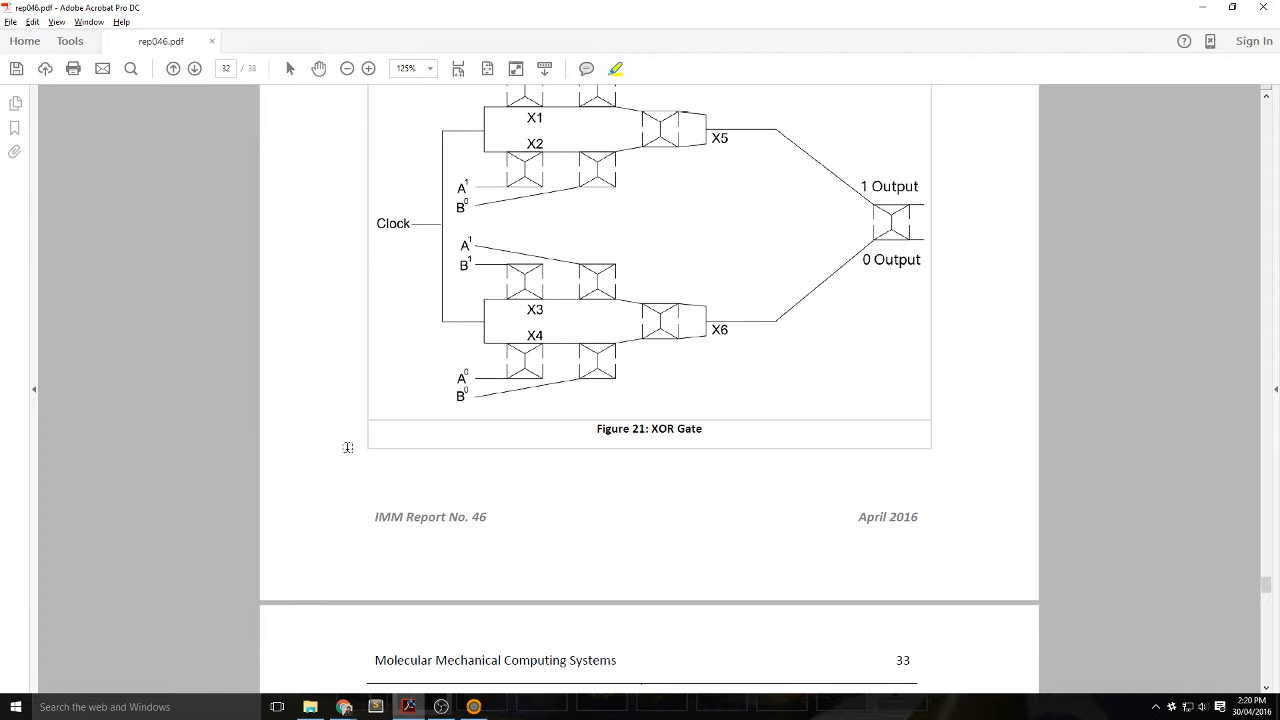 rep046.pdf - Adobe Acrobat Pro DC
File Edit View Window Help
Home Tools rep046.pdf × Sign In
32 / 38 125%
X1
X2
X5
A1
B0
1 Output
Clock
A1
B1
0 Output
X3
X4
X6
A0
B0
Figure 21: XOR Gate
IMM Report No. 46 April 2016
Molecular Mechanical Computing Systems 33
Search the web and Windows
2:20 PM
30/04/2016